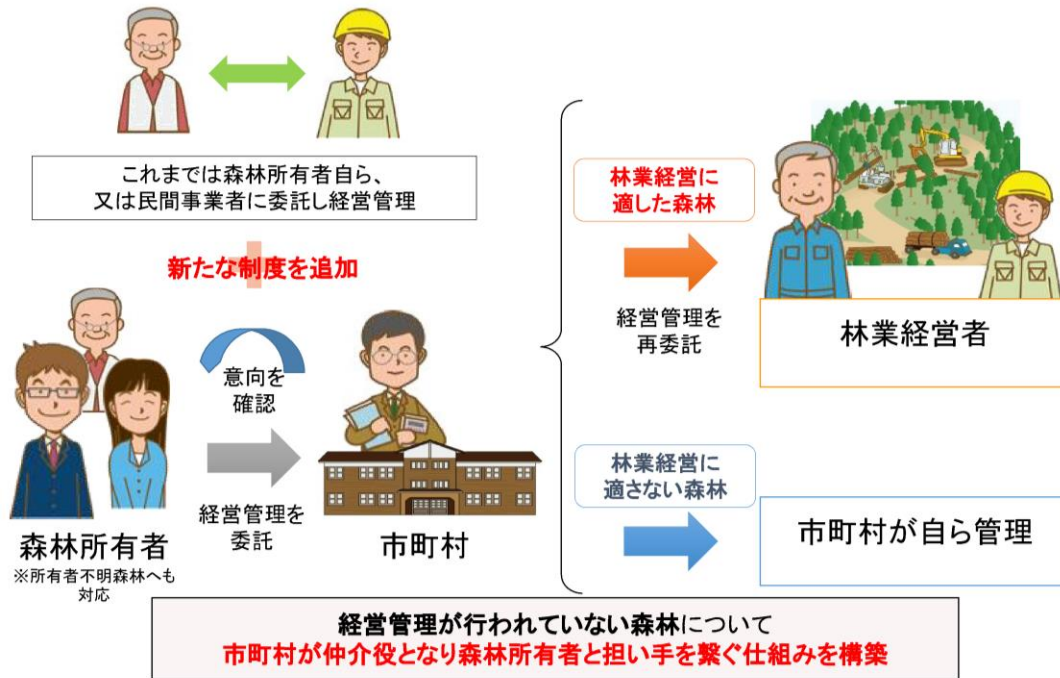 これまでは森林所有者自ら、
又は民間事業者に委託し経営管理
新たな制度を追加
意向を
確認
経営管理を
委託
森林所有者
※所有者不明森林へも
対応
市町村
林業経営に
適した森林
経営管理を
再委託
林業経営者
林業経営に
適さない森林
市町村が自ら管理
経営管理が行われていない森林について
市町村が仲介役となり森林所有者と担い手を繋ぐ仕組みを構築